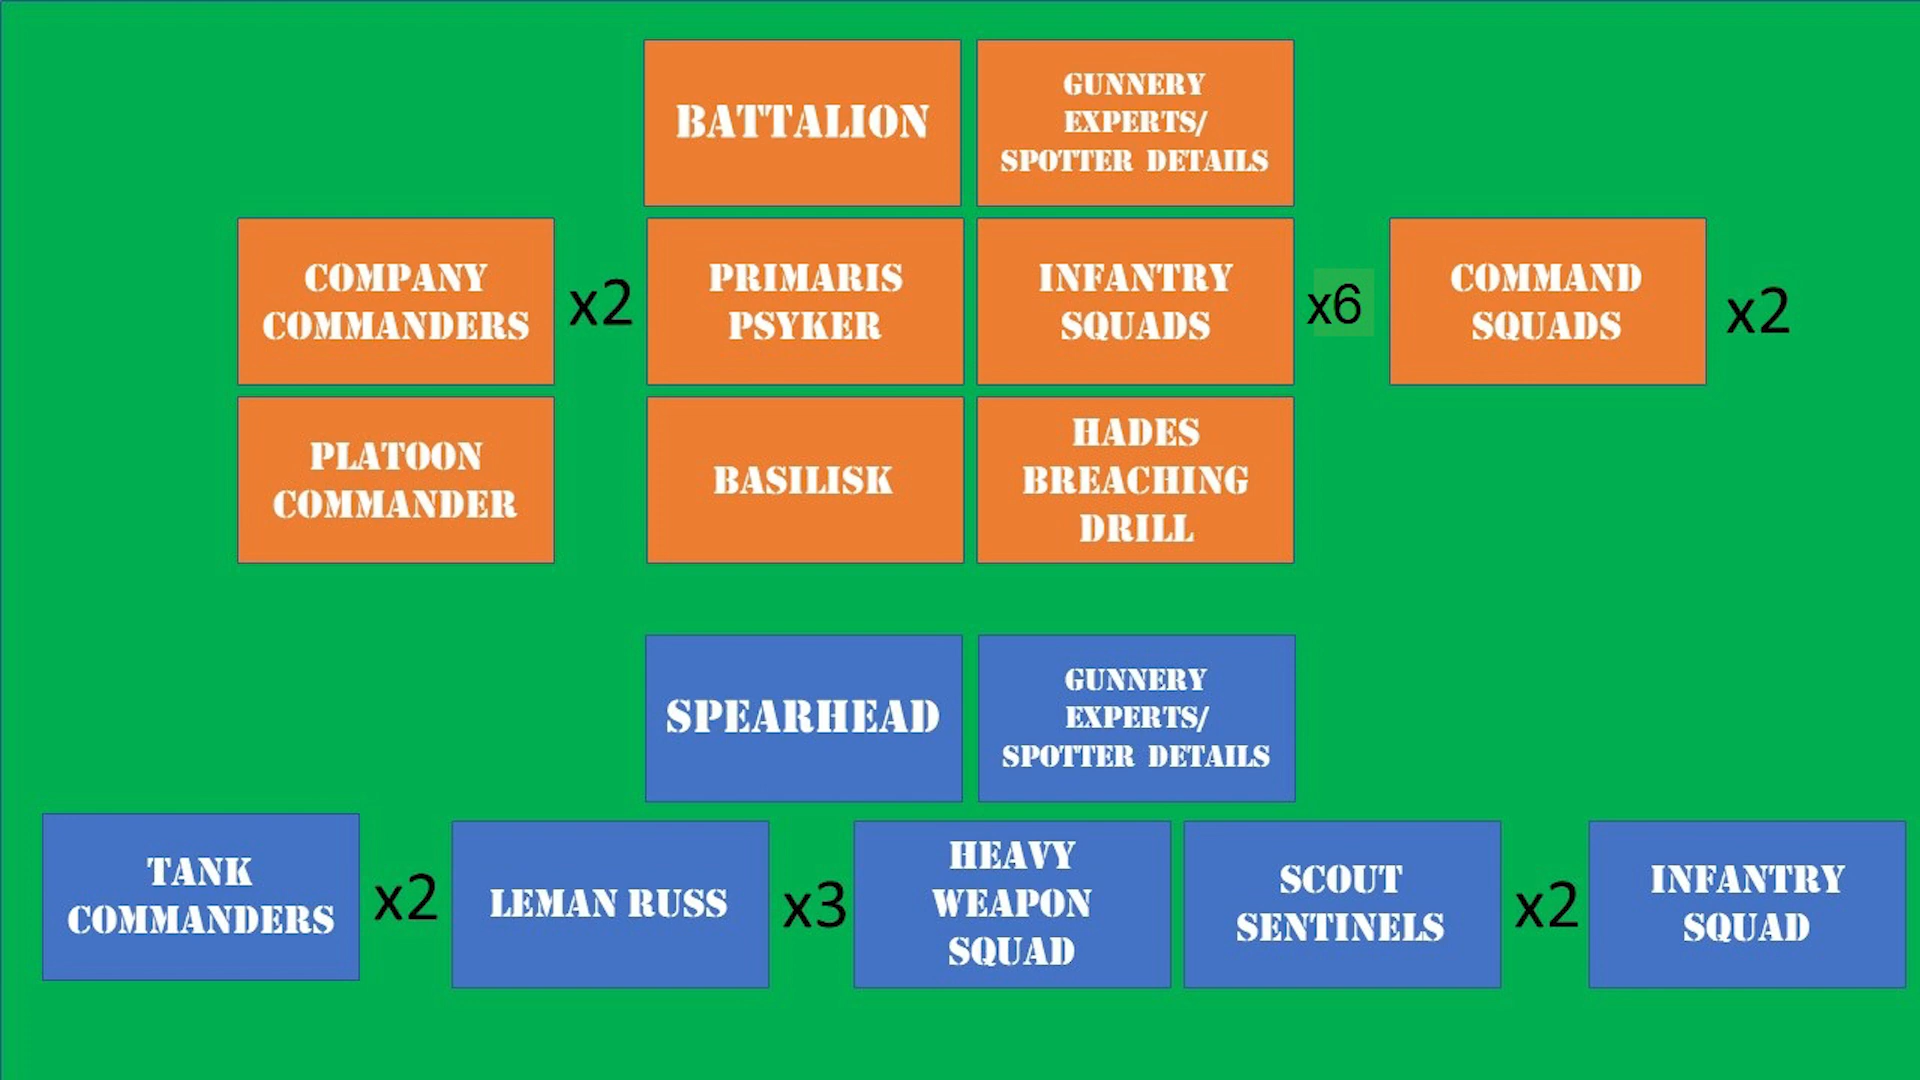 BATTALION
GUNNERY
EXPERTS/
SPOTTER DETAILS
COMPANY
COMMANDERS
x2
PRIMARIS
PSYKER
INFANTRY
SQUADS
x6
COMMAND
SQUADS
x2
PLATOON
COMMANDER
BASILISK
HADES
BREACHING
DRILL
SPEARHEAD
GUNNERY
EXPERTS/
SPOTTER DETAILS
TANK
COMMANDERS
x2
LEMAN RUSS
x3
HEAVY
WEAPON
SQUAD
SCOUT
SENTINELS
x2
INFANTRY
SQUAD